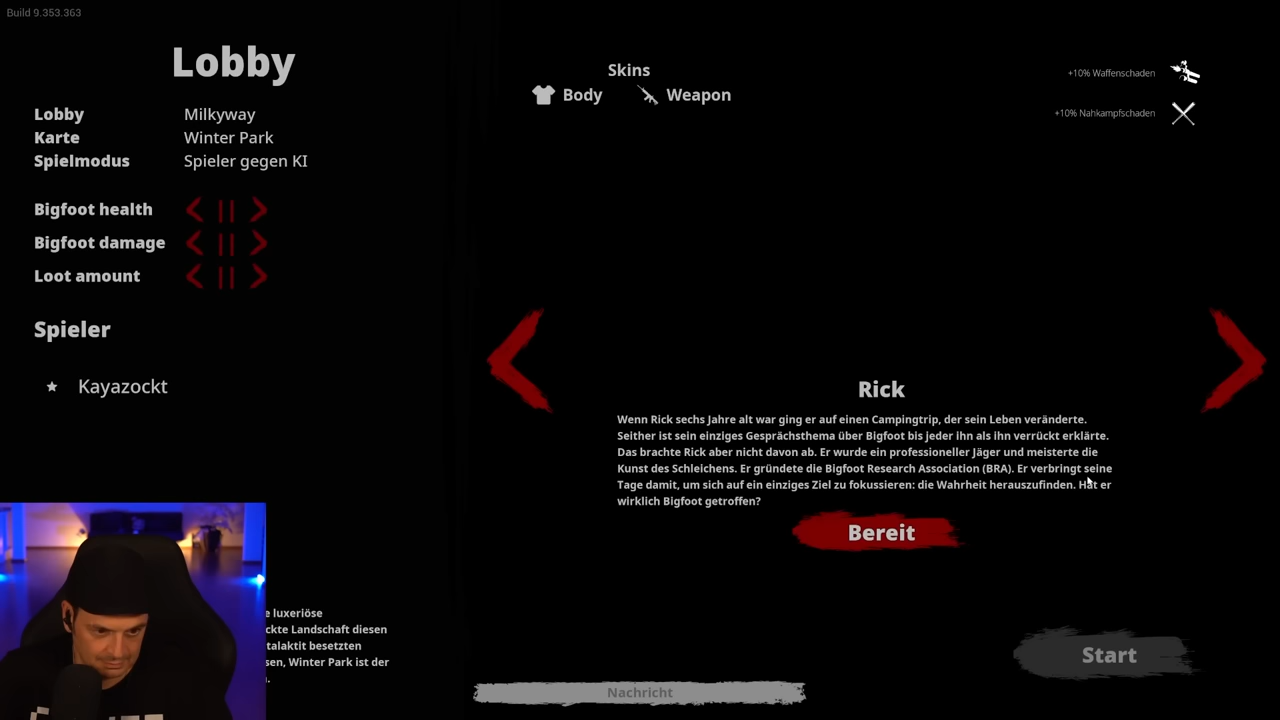 Build 9.353.363
Lobby
Lobby Milkyway
Karte Winter Park
Spielmodus Spieler gegen KI
Bigfoot health
Bigfoot damage
Loot amount
Spieler
Kayazockt
e luxeriöse
ckte Landschaft diesen
talaktit besetzten
sen, Winter Park ist der
Skins
Body Weapon
+10% Waffenschaden
+10% Nahkampfschaden
Rick
Wenn Rick sechs Jahre alt war ging er auf einen Campingtrip, der sein Leben veränderte.
Seither ist sein einziges Gesprächsthema über Bigfoot bis jeder ihn als ihn verrückt erklärte.
Das brachte Rick aber nicht davon ab. Er wurde ein professioneller Jäger und meisterte die
Kunst des Schleichens. Er gründete die Bigfoot Research Association (BRA). Er verbringt seine
Tage damit, um sich auf ein einziges Ziel zu fokussieren: die Wahrheit herauszufinden. Hat er
wirklich Bigfoot getroffen?
Bereit
Start
Nachricht